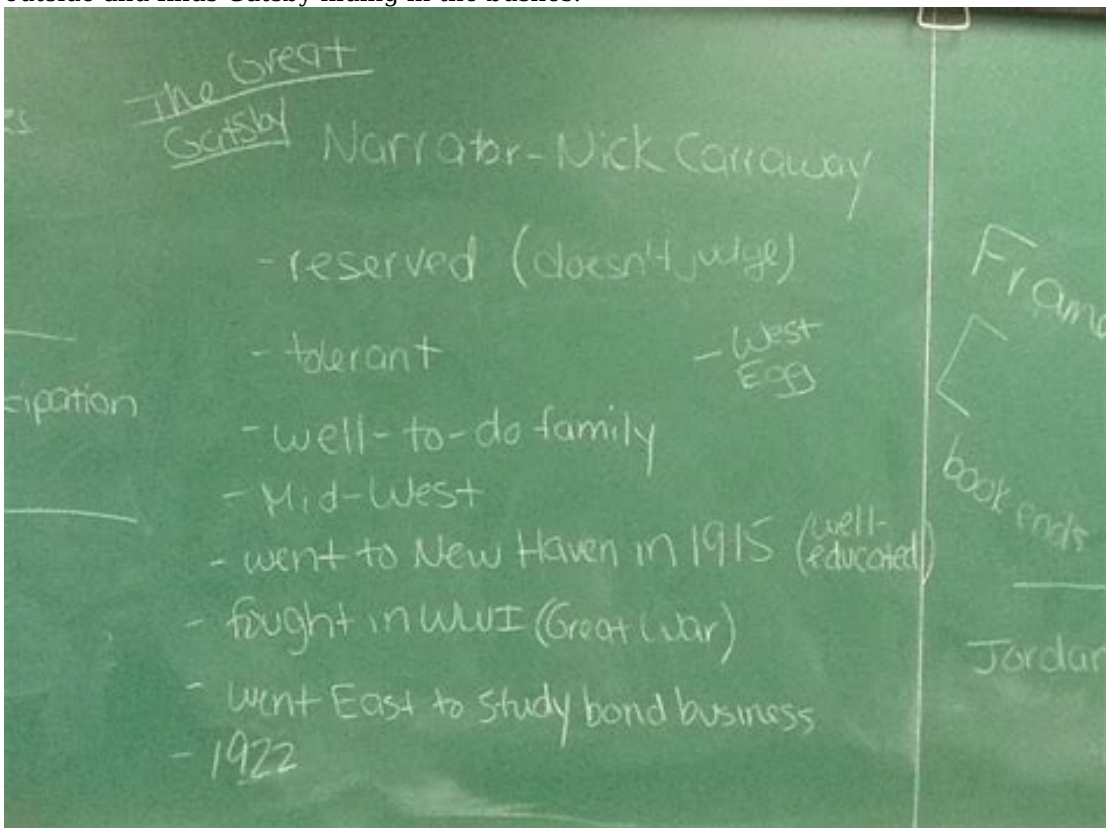 The Great
Gatsby
Narrator - Nick Carraway
- reserved (doesn't judge)
- tolerant
- West
Egg
- well-to-do family
- Mid-West
- went to New Haven in 1915 (well-
educated)
- fought in WWI (Great War)
- went East to study bond business
- 1922
es
cipation
Frame
book ends
Jordan